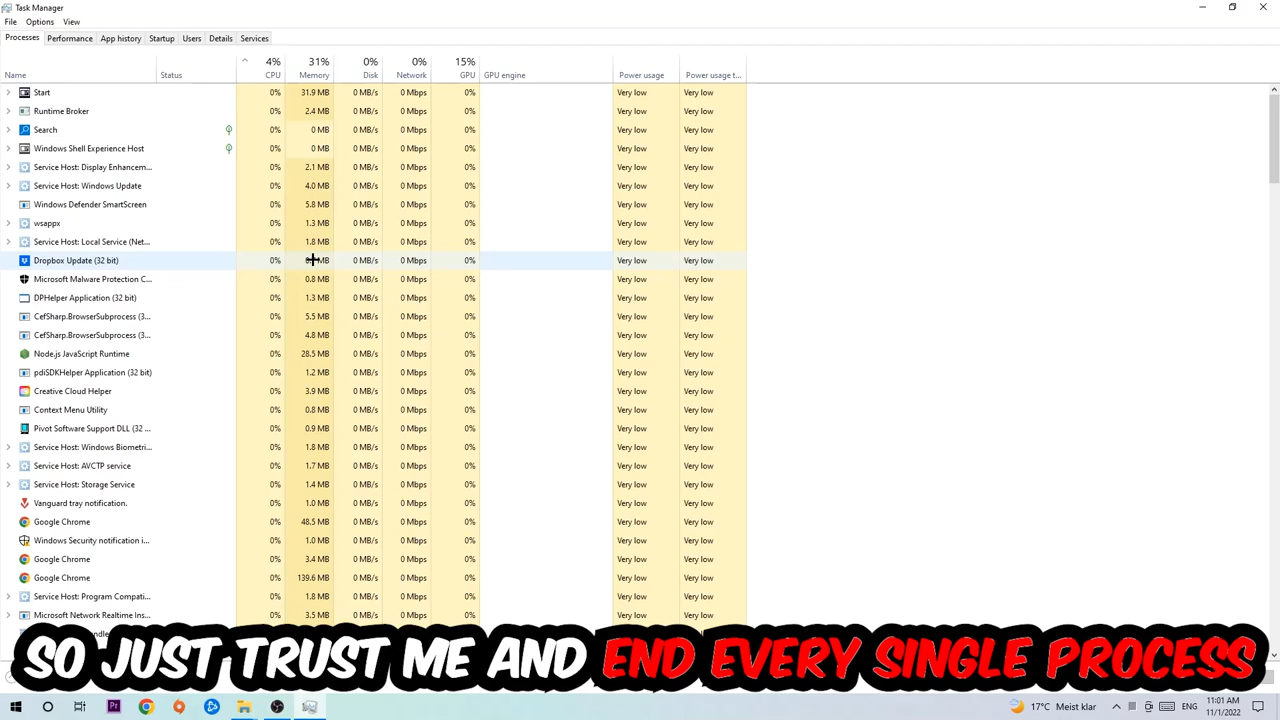 Task Manager
File Options View
Processes Performance App history Startup Users Details Services
4% 31% 0% 0% 15%
Name Status CPU Memory Disk Network GPU GPU engine Power usage Power usage t...
Start 0% 31.9 MB 0 MB/s 0 Mbps 0% Very low Very low
Runtime Broker 0% 2.4 MB 0 MB/s 0 Mbps 0% Very low Very low
Search 0% 0 MB 0 MB/s 0 Mbps 0% Very low Very low
Windows Shell Experience Host 0% 0 MB 0 MB/s 0 Mbps 0% Very low Very low
Service Host: Display Enhancem... 0% 2.1 MB 0 MB/s 0 Mbps 0% Very low Very low
Service Host: Windows Update 0% 4.0 MB 0 MB/s 0 Mbps 0% Very low Very low
Windows Defender SmartScreen 0% 5.8 MB 0 MB/s 0 Mbps 0% Very low Very low
wsappx 0% 1.3 MB 0 MB/s 0 Mbps 0% Very low Very low
Service Host: Local Service (Net... 0% 1.8 MB 0 MB/s 0 Mbps 0% Very low Very low
Dropbox Update (32 bit) 0% MB 0 MB/s 0 Mbps 0% Very low Very low
Microsoft Malware Protection C... 0% 0.8 MB 0 MB/s 0 Mbps 0% Very low Very low
DPHelper Application (32 bit) 0% 1.3 MB 0 MB/s 0 Mbps 0% Very low Very low
CefSharp.BrowserSubprocess (3... 0% 5.5 MB 0 MB/s 0 Mbps 0% Very low Very low
CefSharp.BrowserSubprocess (3... 0% 4.8 MB 0 MB/s 0 Mbps 0% Very low Very low
Node.js JavaScript Runtime 0% 28.5 MB 0 MB/s 0 Mbps 0% Very low Very low
pdiSDKHelper Application (32 bit) 0% 1.2 MB 0 MB/s 0 Mbps 0% Very low Very low
Creative Cloud Helper 0% 3.9 MB 0 MB/s 0 Mbps 0% Very low Very low
Context Menu Utility 0% 0.8 MB 0 MB/s 0 Mbps 0% Very low Very low
Pivot Software Support DLL (32 ... 0% 0.9 MB 0 MB/s 0 Mbps 0% Very low Very low
Service Host: Windows Biometri... 0% 1.8 MB 0 MB/s 0 Mbps 0% Very low Very low
Service Host: AVCTP service 0% 1.7 MB 0 MB/s 0 Mbps 0% Very low Very low
Service Host: Storage Service 0% 1.4 MB 0 MB/s 0 Mbps 0% Very low Very low
Vanguard tray notification. 0% 1.0 MB 0 MB/s 0 Mbps 0% Very low Very low
Google Chrome 0% 48.5 MB 0 MB/s 0 Mbps 0% Very low Very low
Windows Security notification i... 0% 1.0 MB 0 MB/s 0 Mbps 0% Very low Very low
Google Chrome 0% 3.4 MB 0 MB/s 0 Mbps 0% Very low Very low
Google Chrome 0% 139.6 MB 0 MB/s 0 Mbps 0% Very low Very low
Service Host: Program Compati... 0% 1.8 MB 0 MB/s 0 Mbps 0% Very low Very low
Microsoft Network Realtime Ins... 0% 3.5 MB 0 MB/s 0 Mbps 0% Very low Very low
SO JUST TRUST ME AND END EVERY SINGLE PROCESS
17°C Meist klar ENG 11:01 AM
11/1/2022